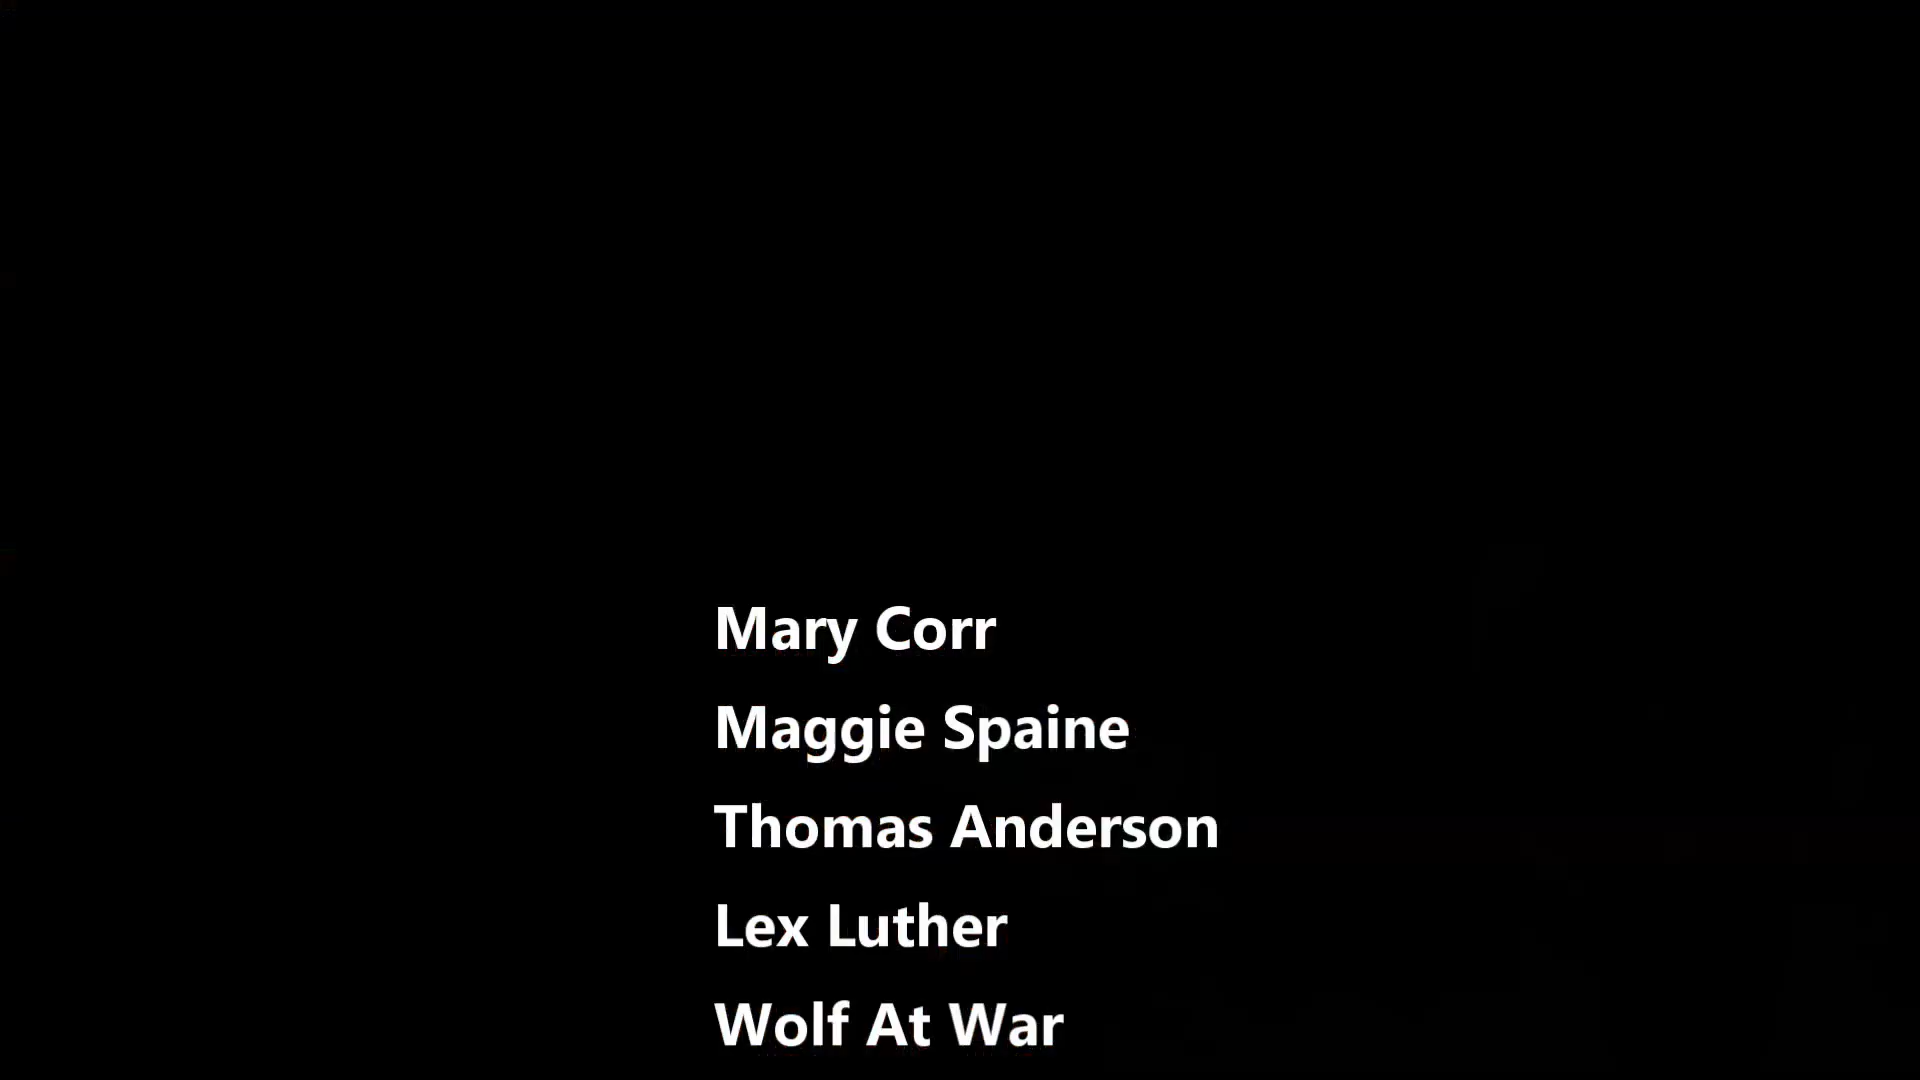 Mary Corr
Maggie Spaine
Thomas Anderson
Lex Luther
Wolf At War